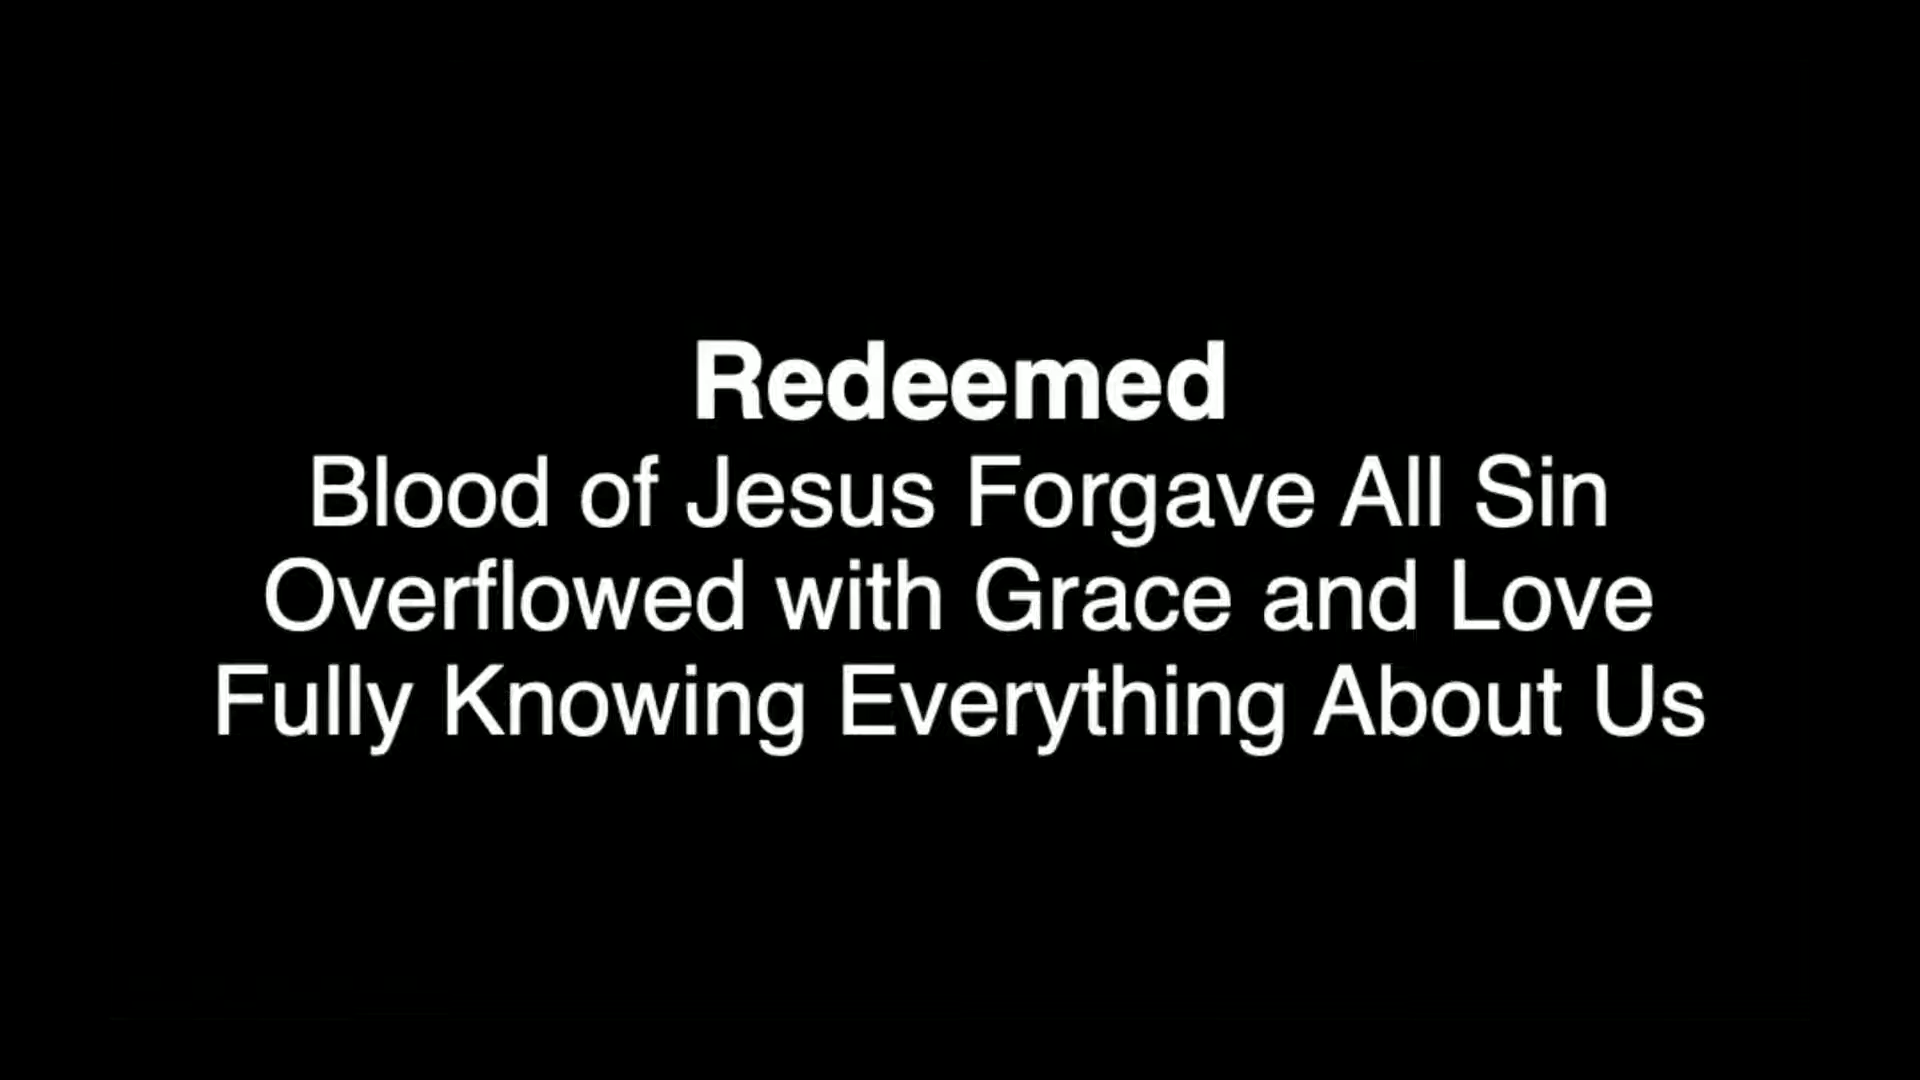 Redeemed
Blood of Jesus Forgave All Sin
Overflowed with Grace and Love
Fully Knowing Everything About Us